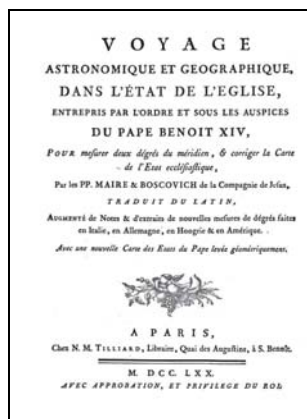 VOYAGE
ASTRONOMIQUE ET GEOGRAPHIQUE,
DANS L'ÉTAT DE L'EGLISE,
ENTREPRIS PAR L'ORDRE ET SOUS LES AUSPICES
DU PAPE BENOIT XIV,
POUR meſurer deux dégrés du méridien, & corriger la Carte
de l'Etat eccléſiaſtique,
Par les PP. MAIRE & BOSCOVICH de la Compagnie de Jeſus,
TRADUIT DU LATIN,
AUGMENTÉ de Notes & d'extraits de nouvelles meſures de dégrés faites
en Italie, en Allemagne, en Hongrie & en Amérique.
Avec une nouvelle Carte des Etats du Pape levée géométriquement.
A PARIS,
Chez N. M. TILLIARD, Libraire, Quai des Auguſtins, à S. Benoît.
M. DCC. LXX.
AVEC APPROBATION, ET PRIVILEGE DU ROI.